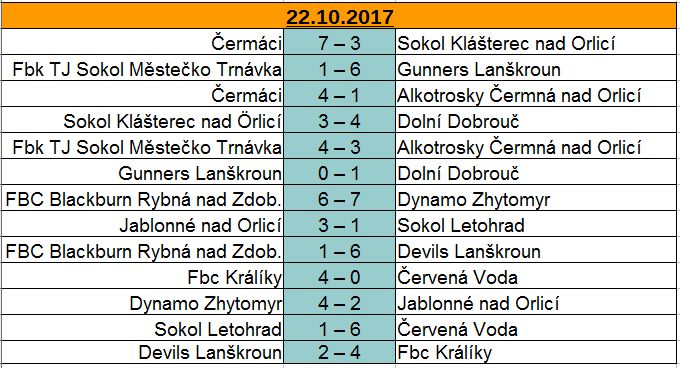 22.10.2017
Čermáci 7 – 3 Sokol Klášterec nad Orlicí
Fbk TJ Sokol Městečko Trnávka 1 – 6 Gunners Lanškroun
Čermáci 4 – 1 Alkotrosky Čermná nad Orlicí
Sokol Klášterec nad Örlicí 3 – 4 Dolní Dobrouč
Fbk TJ Sokol Městečko Trnávka 4 – 3 Alkotrosky Čermná nad Orlicí
Gunners Lanškroun 0 – 1 Dolní Dobrouč
FBC Blackburn Rybná nad Zdob. 6 – 7 Dynamo Zhytomyr
Jablonné nad Orlicí 3 – 1 Sokol Letohrad
FBC Blackburn Rybná nad Zdob. 1 – 6 Devils Lanškroun
Fbc Králíky 4 – 0 Červená Voda
Dynamo Zhytomyr 4 – 2 Jablonné nad Orlicí
Sokol Letohrad 1 – 6 Červená Voda
Devils Lanškroun 2 – 4 Fbc Králíky